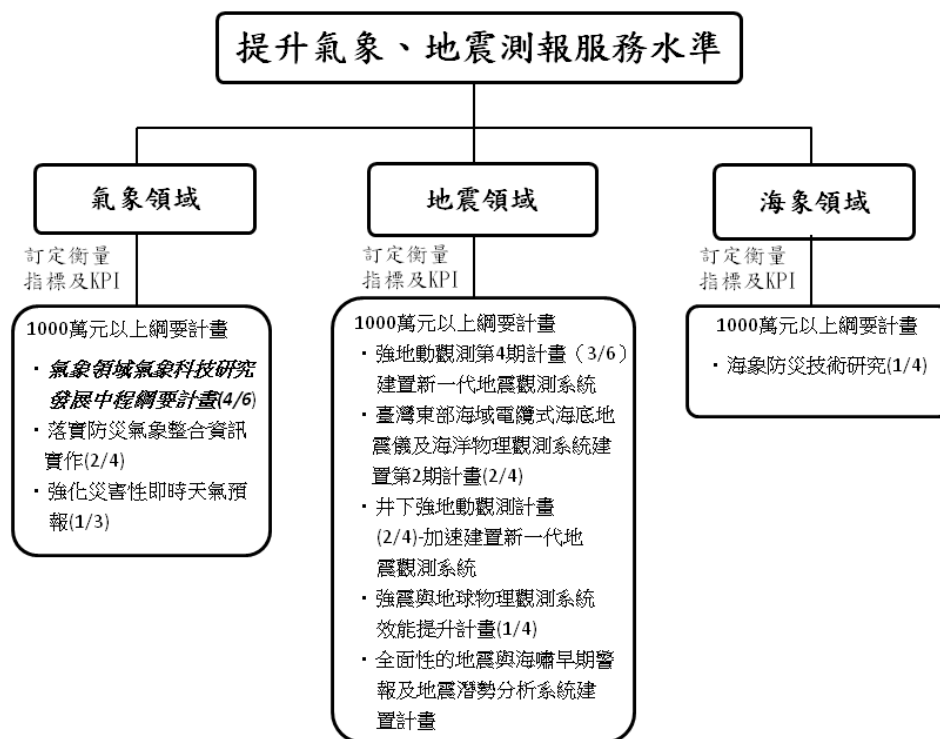 提升氣象、地震測報服務水準
氣象領域
地震領域
海象領域
訂定衡量
指標及KPI
訂定衡量
指標及KPI
訂定衡量
指標及KPI
1000萬元以上綱要計畫
・氣象領域氣象科技研究
發展中程綱要計畫(4/6)
・落實防災氣象整合資訊
實作(2/4)
・強化災害性即時天氣預
報(1/3)
1000萬元以上綱要計畫
・強地動觀測第4期計畫（3/6）
建置新一代地震觀測系統
・臺灣東部海域電纜式海底地
震儀及海洋物理觀測系統建
置第2期計畫(2/4)
・井下強地動觀測計畫
(2/4)-加速建置新一代地
震觀測系統
・強震與地球物理觀測系統
效能提升計畫(1/4)
・全面性的地震與海嘯早期警
報及地震潛勢分析系統建
置計畫
1000萬元以上綱要計畫
・海象防災技術研究(1/4)